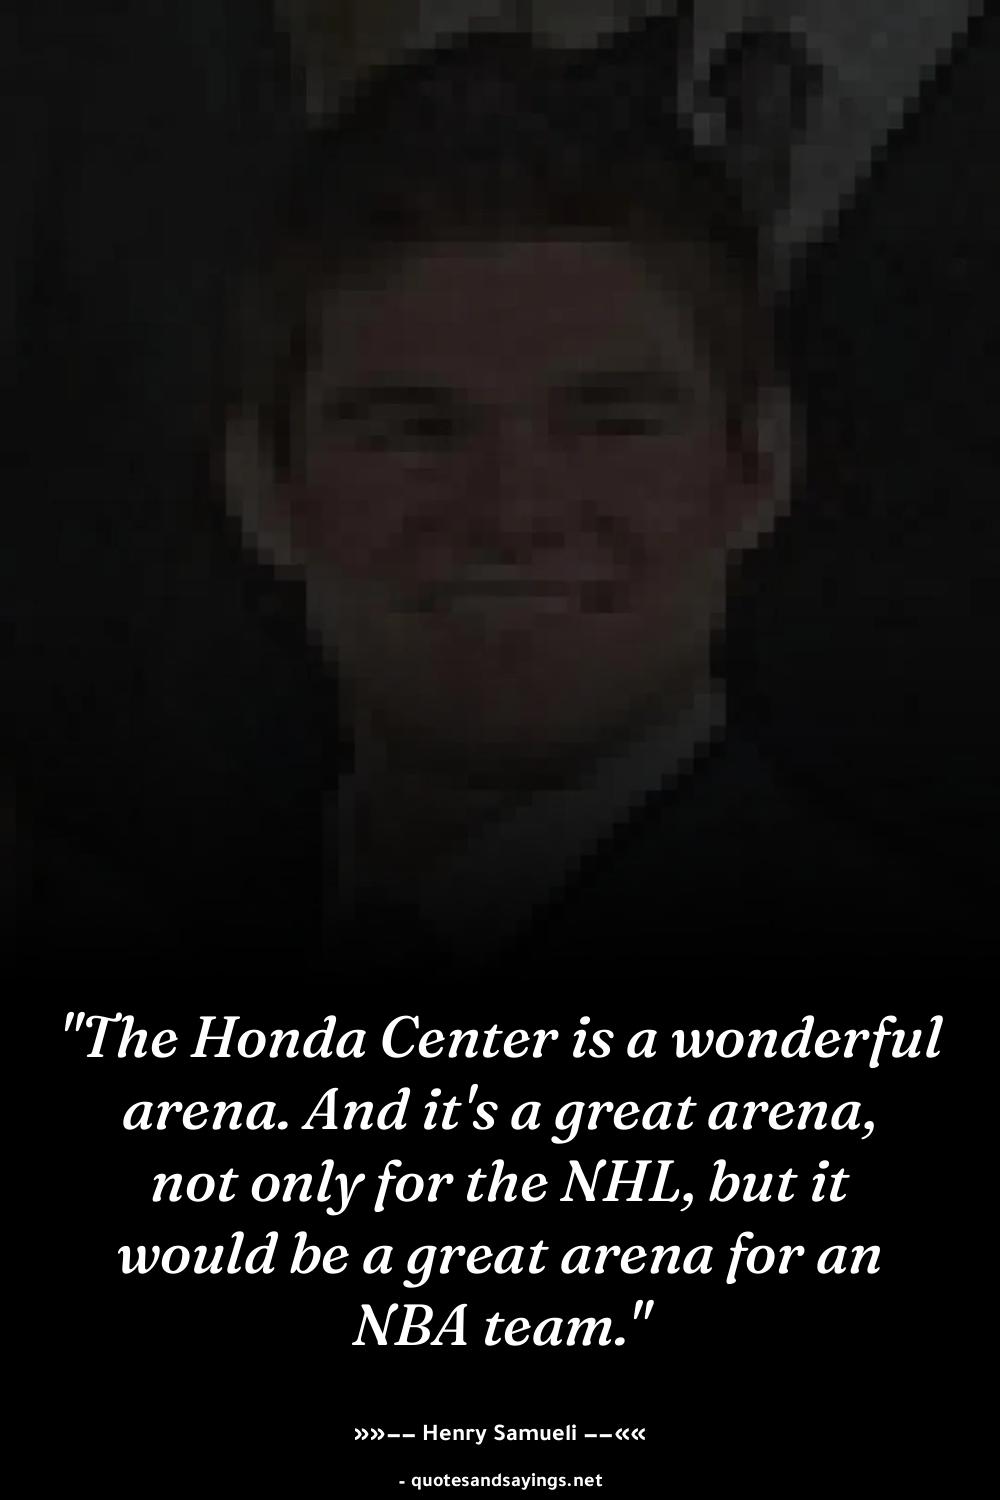 "The Honda Center is a wonderful
arena. And it's a great arena,
not only for the NHL, but it
would be a great arena for an
NBA team."
»»−− Henry Samueli −−««
- quotesandsayings.net